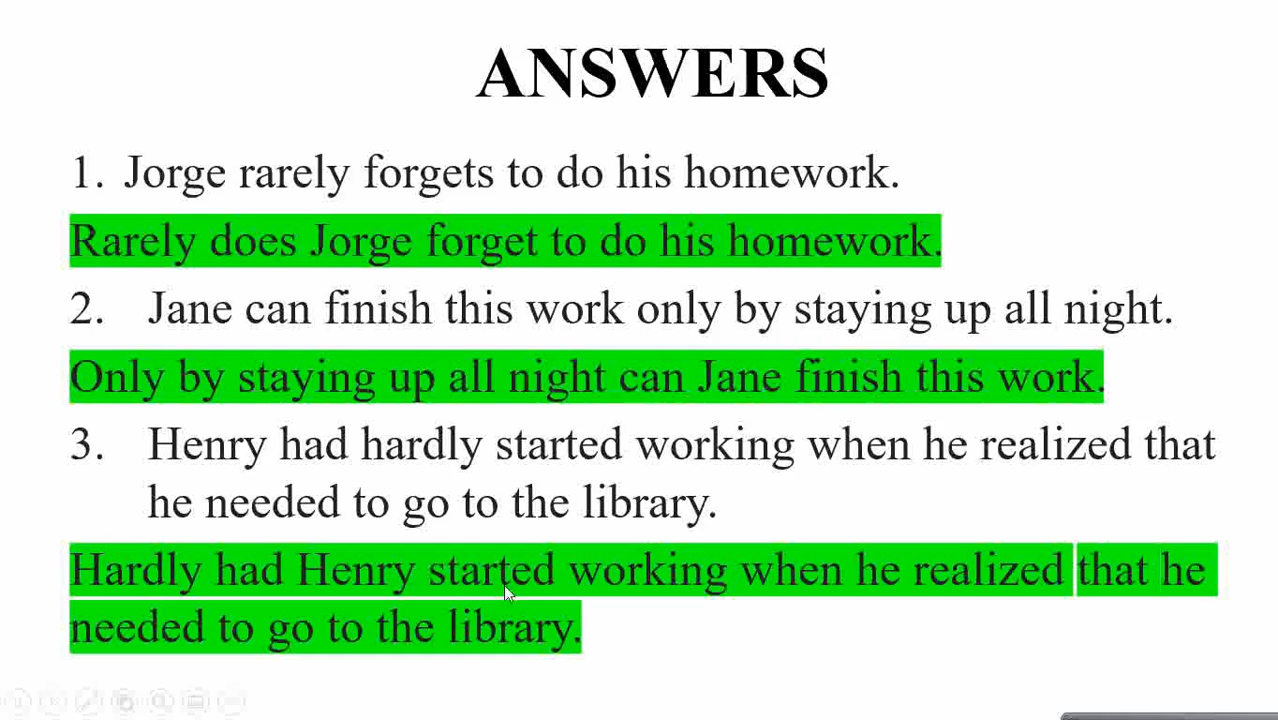 ANSWERS
1. Jorge rarely forgets to do his homework.
Rarely does Jorge forget to do his homework.
2. Jane can finish this work only by staying up all night.
Only by staying up all night can Jane finish this work.
3. Henry had hardly started working when he realized that
he needed to go to the library.
Hardly had Henry started working when he realized that he
needed to go to the library.